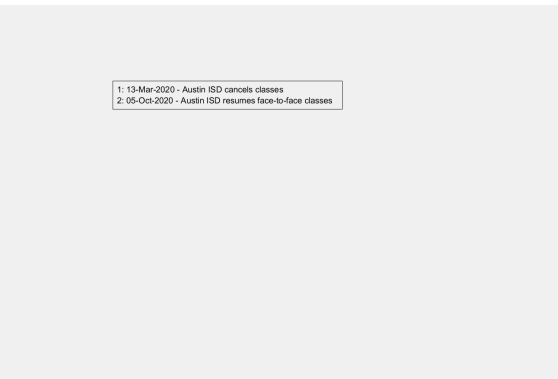 1: 13-Mar-2020 - Austin ISD cancels classes
2: 05-Oct-2020 - Austin ISD resumes face-to-face classes